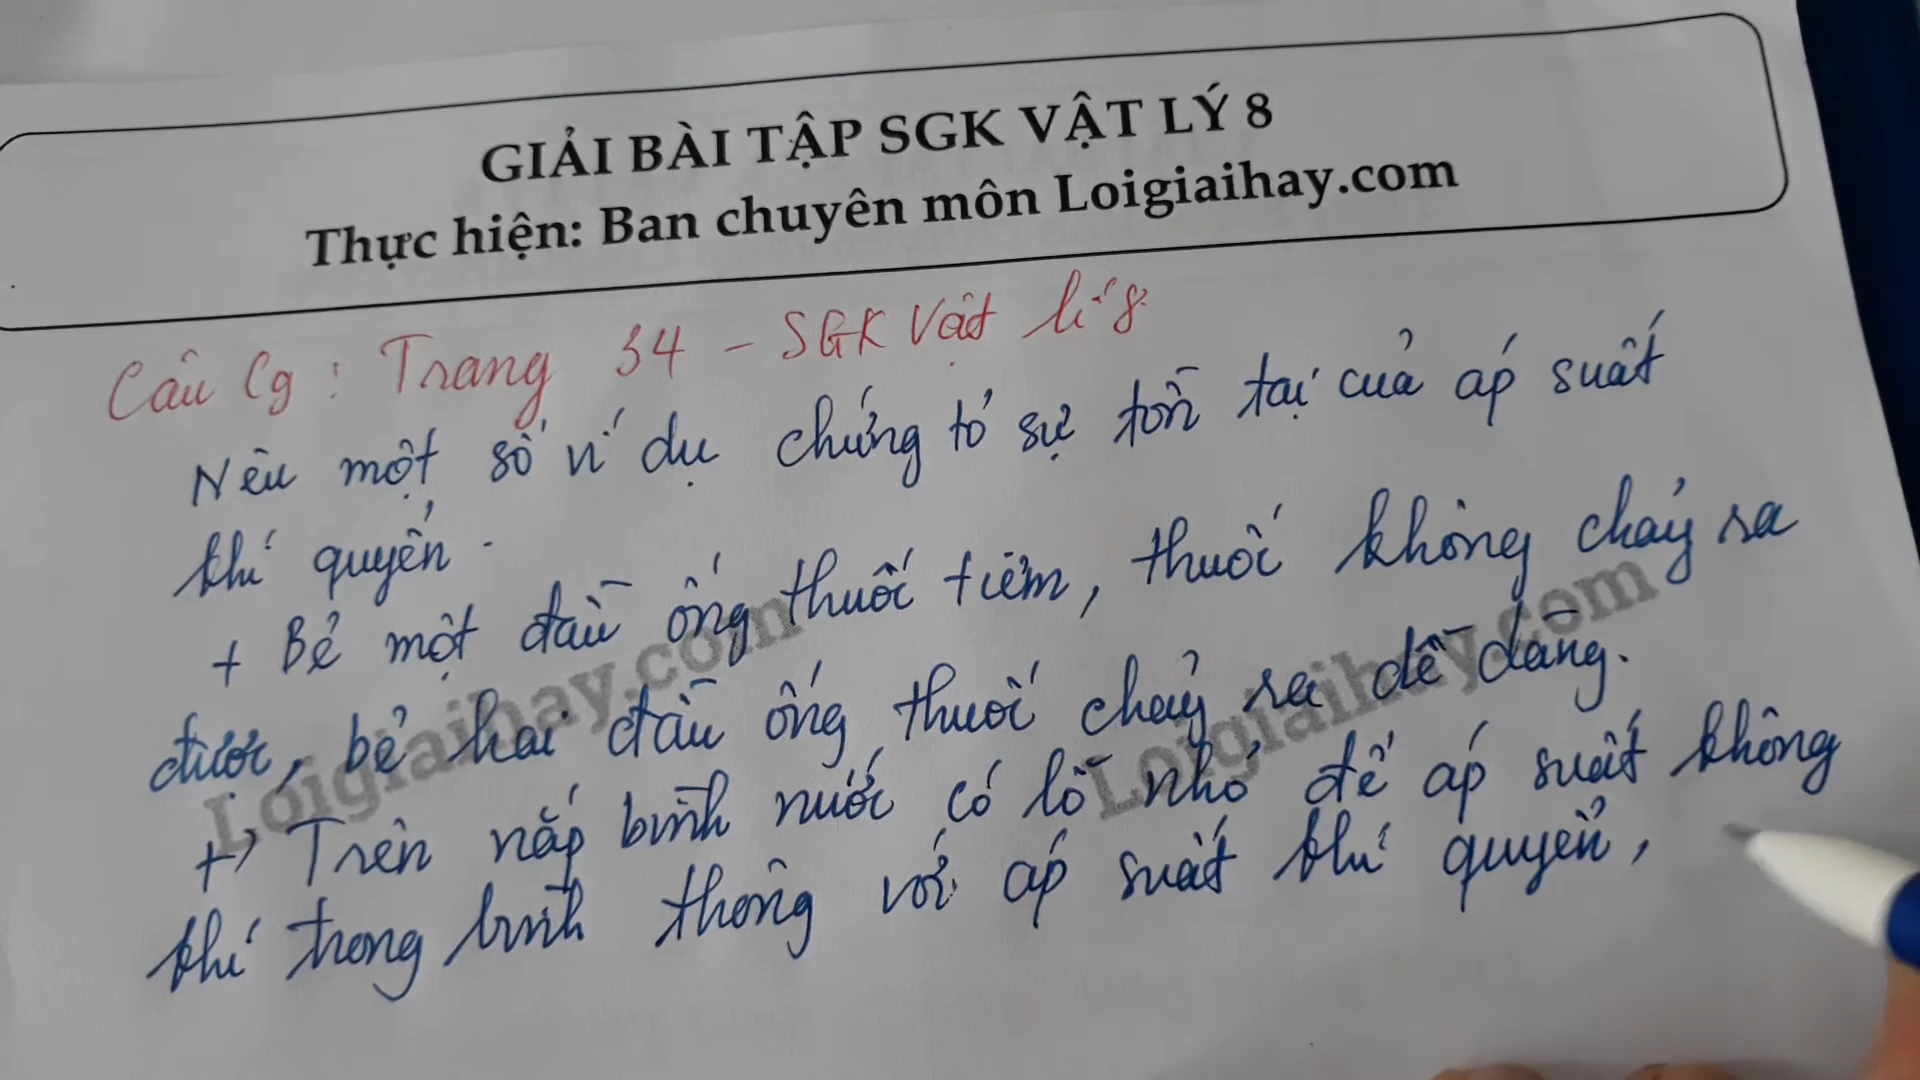 GIẢI BÀI TẬP SGK VẬT LÝ 8
Thực hiện: Ban chuyên môn Loigiaihay.com
Câu C9: Trang 34 - SGK Vật lí 8
Nêu một số ví dụ chứng tỏ sự tồn tại của áp suất
khí quyển.
+ Bẻ một đầu ống thuốc tiêm, thuốc không chảy ra
được, bẻ hai đầu ống thuốc chảy ra dễ dàng.
+, Trên nắp bình nước có lỗ nhỏ để áp suất không
khí trong bình thông với áp suất khí quyển,
Loigiaihay.com
Loigiaihay.com